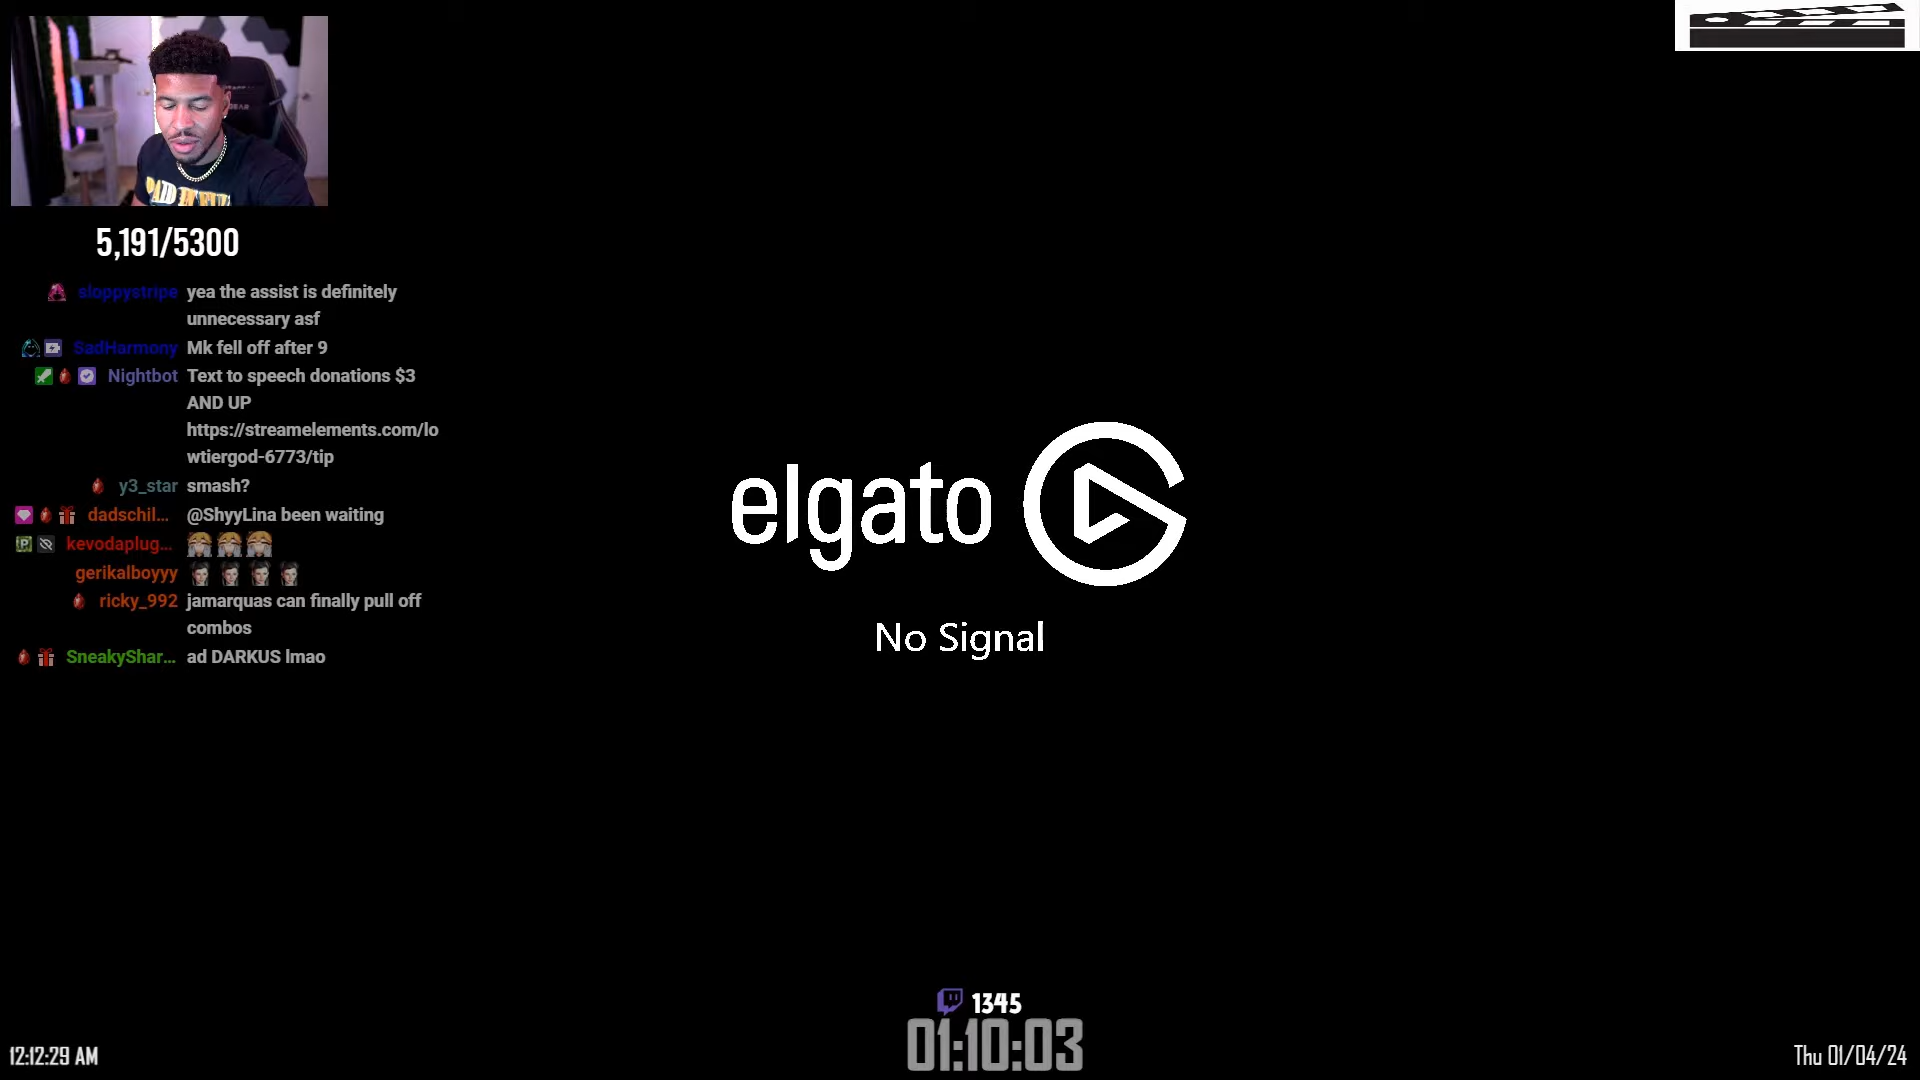 5,191/5300
sloppystripe yea the assist is definitely
unnecessary asf
SadHarmony Mk fell off after 9
Nightbot Text to speech donations $3
AND UP
https://streamelements.com/lo
wtiergod-6773/tip
y3_star smash?
dadschil... @ShyyLina been waiting
kevodaplug...
gerikalboyyy
ricky_992 jamarquas can finally pull off
combos
SneakyShar... ad DARKUS lmao
elgato
No Signal
1345
01:10:03
12:12:29 AM
Thu 01/04/24